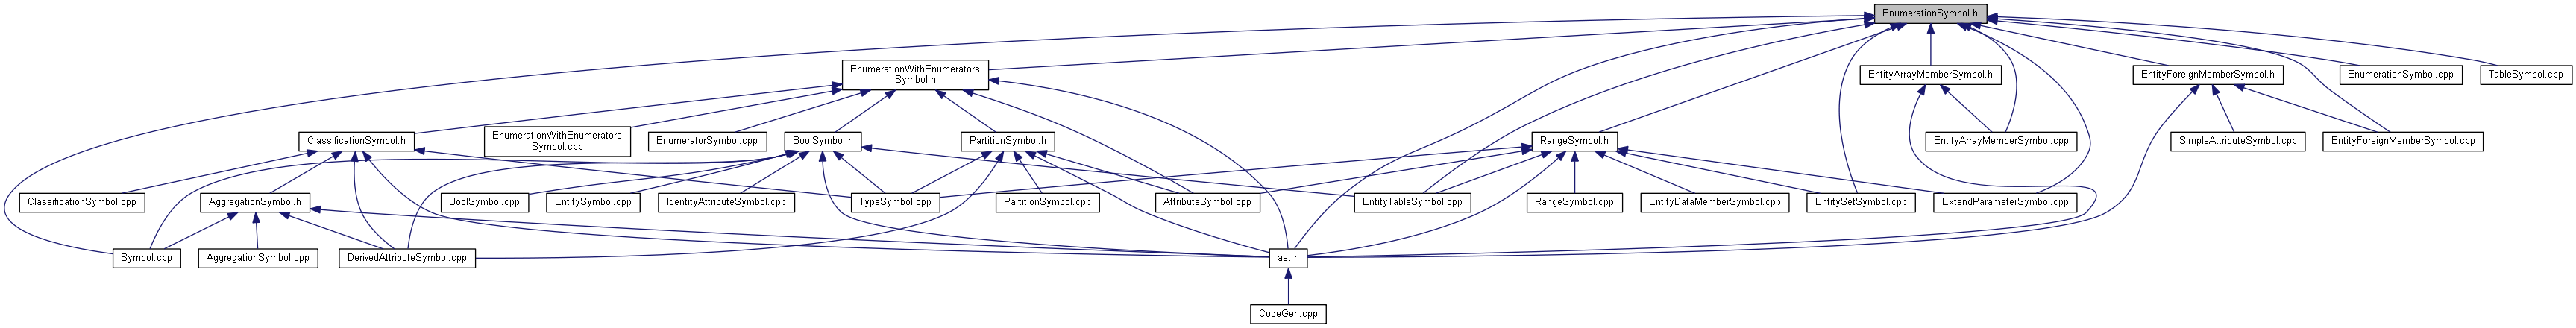 EnumerationSymbol.h
EnumerationWithEnumerators
Symbol.h
EntityArrayMemberSymbol.h
EntityForeignMemberSymbol.h
EnumerationSymbol.cpp
TableSymbol.cpp
ClassificationSymbol.h
EnumerationWithEnumerators
Symbol.cpp
EnumeratorSymbol.cpp
BoolSymbol.h
PartitionSymbol.h
RangeSymbol.h
EntityArrayMemberSymbol.cpp
SimpleAttributeSymbol.cpp
EntityForeignMemberSymbol.cpp
ClassificationSymbol.cpp
AggregationSymbol.h
BoolSymbol.cpp
EntitySymbol.cpp
IdentityAttributeSymbol.cpp
TypeSymbol.cpp
PartitionSymbol.cpp
AttributeSymbol.cpp
EntityTableSymbol.cpp
RangeSymbol.cpp
EntityDataMemberSymbol.cpp
EntitySetSymbol.cpp
ExtendParameterSymbol.cpp
Symbol.cpp
AggregationSymbol.cpp
DerivedAttributeSymbol.cpp
ast.h
CodeGen.cpp